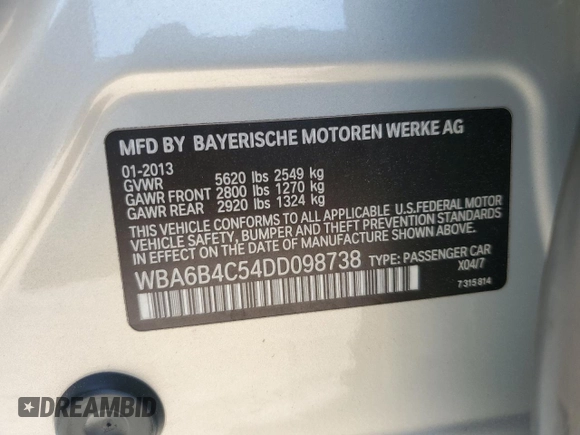 MFD BY BAYERISCHE MOTOREN WERKE AG
01-2013
GVWR 5620 lbs 2549 kg
GAWR FRONT 2800 lbs 1270 kg
GAWR REAR 2920 lbs 1324 kg
THIS VEHICLE CONFORMS TO ALL APPLICABLE U.S.FEDERAL MOTOR
VEHICLE SAFETY, BUMPER AND THEFT PREVENTION STANDARDS
IN EFFECT ON THE DATE OF MANUFACTURE SHOWN ABOVE.
WBA6B4C54DD098738 TYPE: PASSENGER CAR
X04/7
7 315 814
DREAMBID